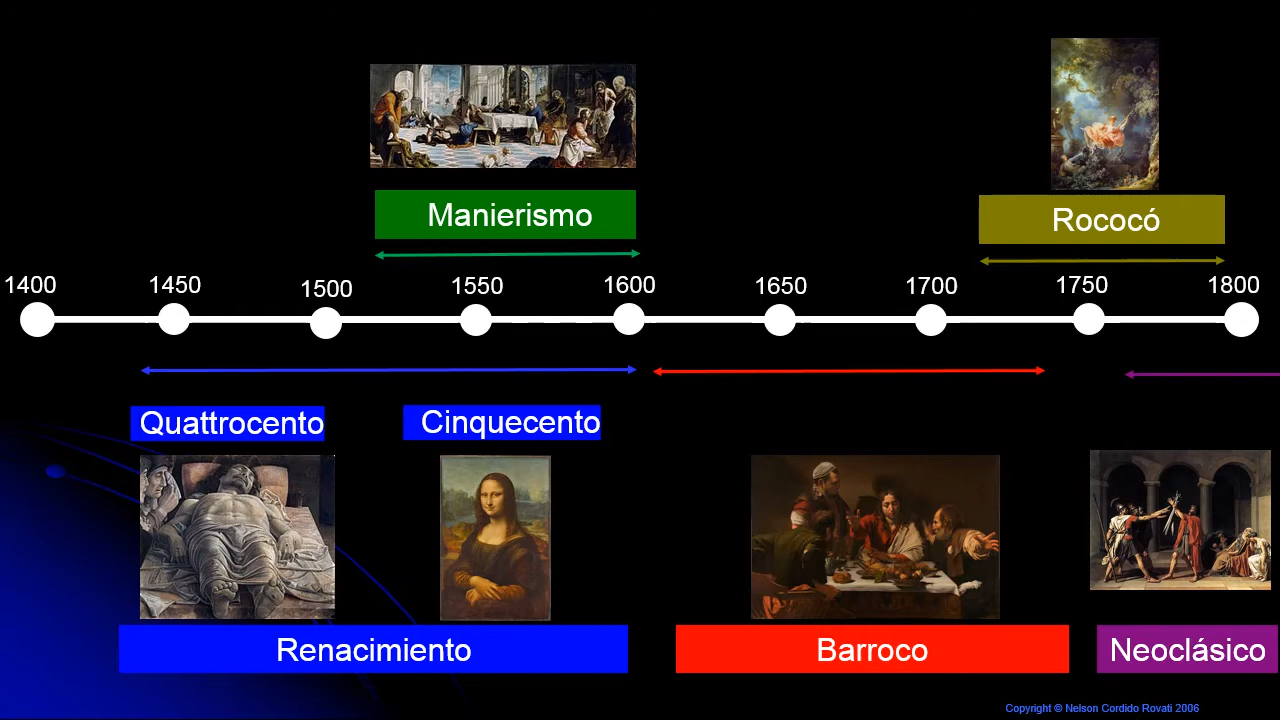 Manierismo
Rococó
1400
1450
1500
1550
1600
1650
1700
1750
1800
Quattrocento
Cinquecento
Renacimiento
Barroco
Neoclásico
Copyright © Nelson Cordido Rovati 2006